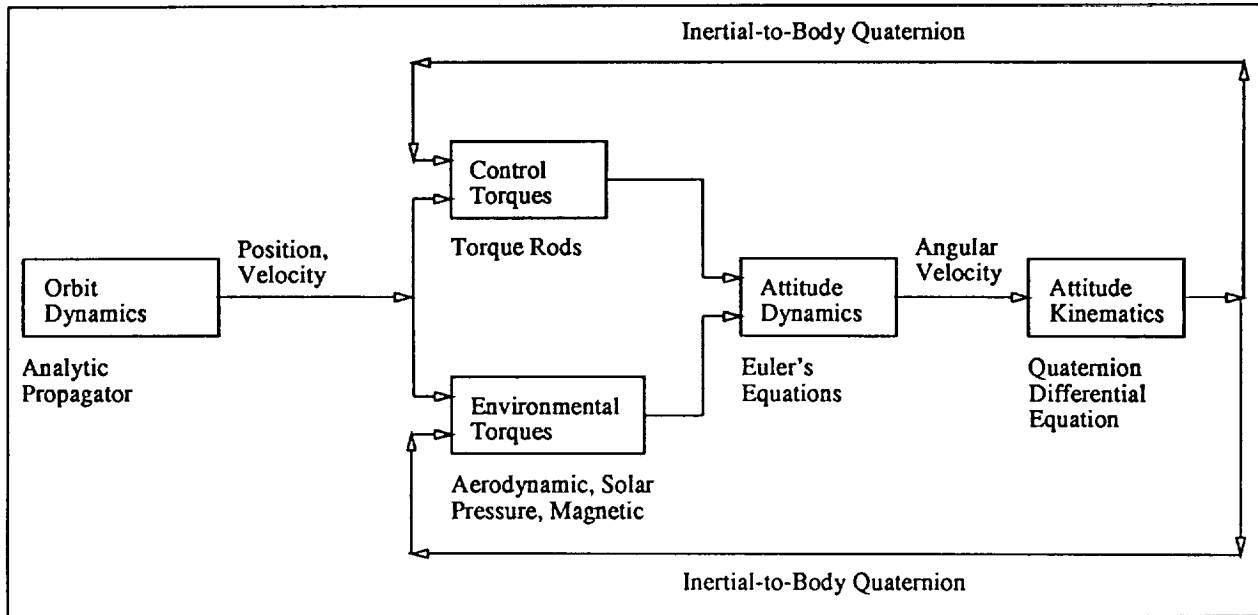 Inertial-to-Body Quaternion
Control
Torques
Torque Rods
Position,
Velocity
Orbit
Dynamics
Analytic
Propagator
Environmental
Torques
Aerodynamic, Solar
Pressure, Magnetic
Attitude
Dynamics
Euler's
Equations
Angular
Velocity
Attitude
Kinematics
Quaternion
Differential
Equation
Inertial-to-Body Quaternion